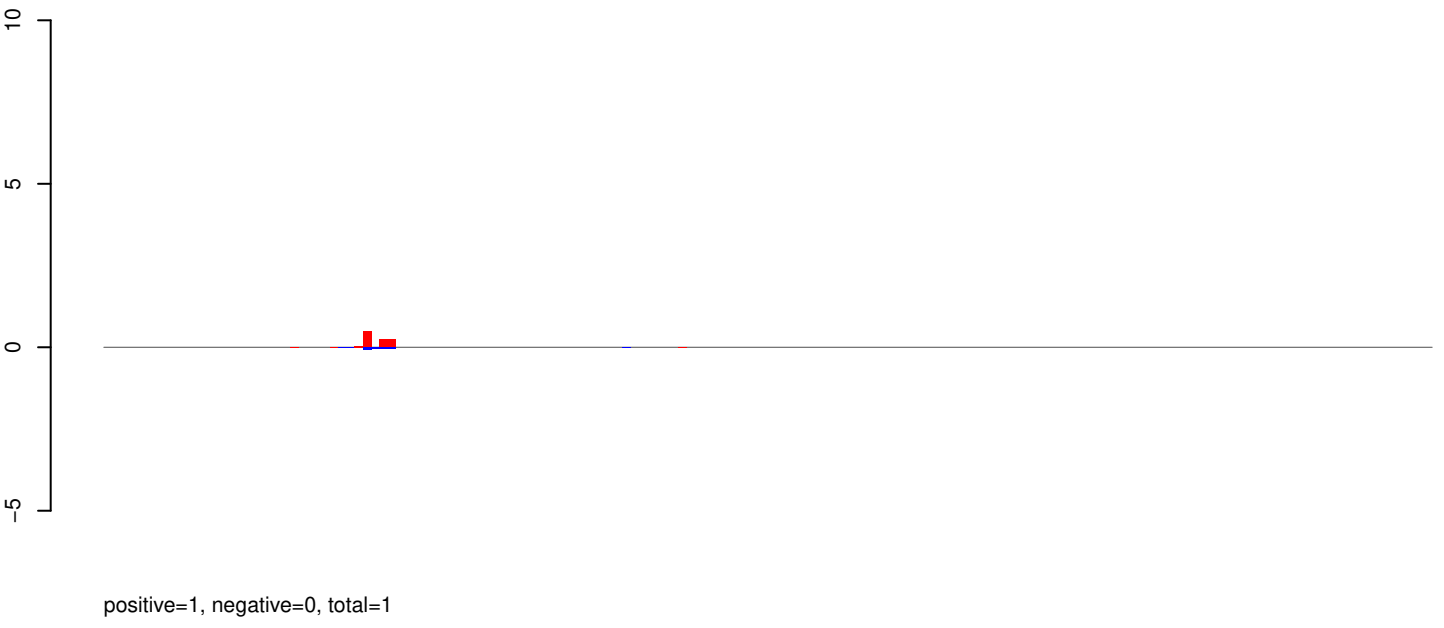 10
5
0
−5
positive=1, negative=0, total=1